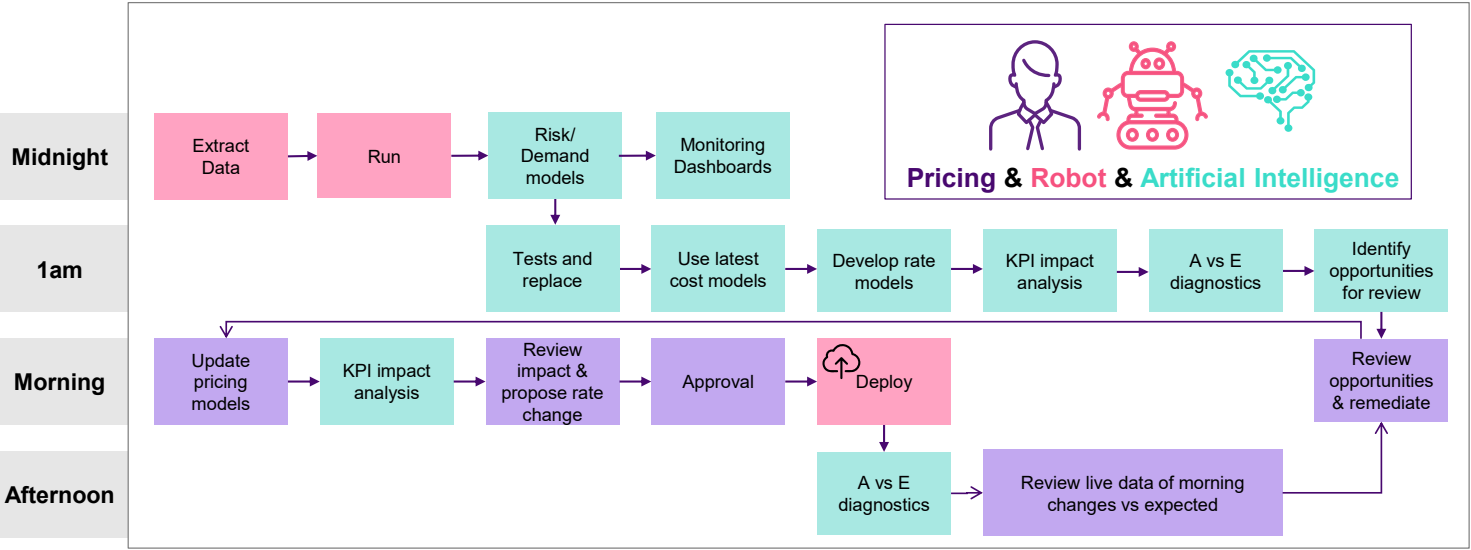 Pricing & Robot & Artificial Intelligence
Midnight
Extract
Data
Run
Risk/
Demand
models
Monitoring
Dashboards
1am
Tests and
replace
Use latest
cost models
Develop rate
models
KPI impact
analysis
A vs E
diagnostics
Identify
opportunities
for review
Morning
Update
pricing
models
KPI impact
analysis
Review
impact &
propose rate
change
Approval
Deploy
Review
opportunities
& remediate
Afternoon
A vs E
diagnostics
Review live data of morning
changes vs expected